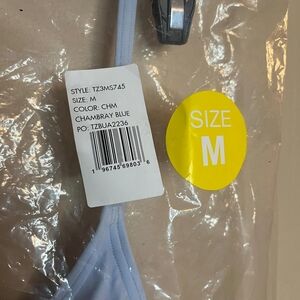 STYLE: TZ3MS745
SIZE: M
COLOR: CHM
CHAMBRAY BLUE
PO: TZBUA2236
1 96745 69803 6
SIZE
M